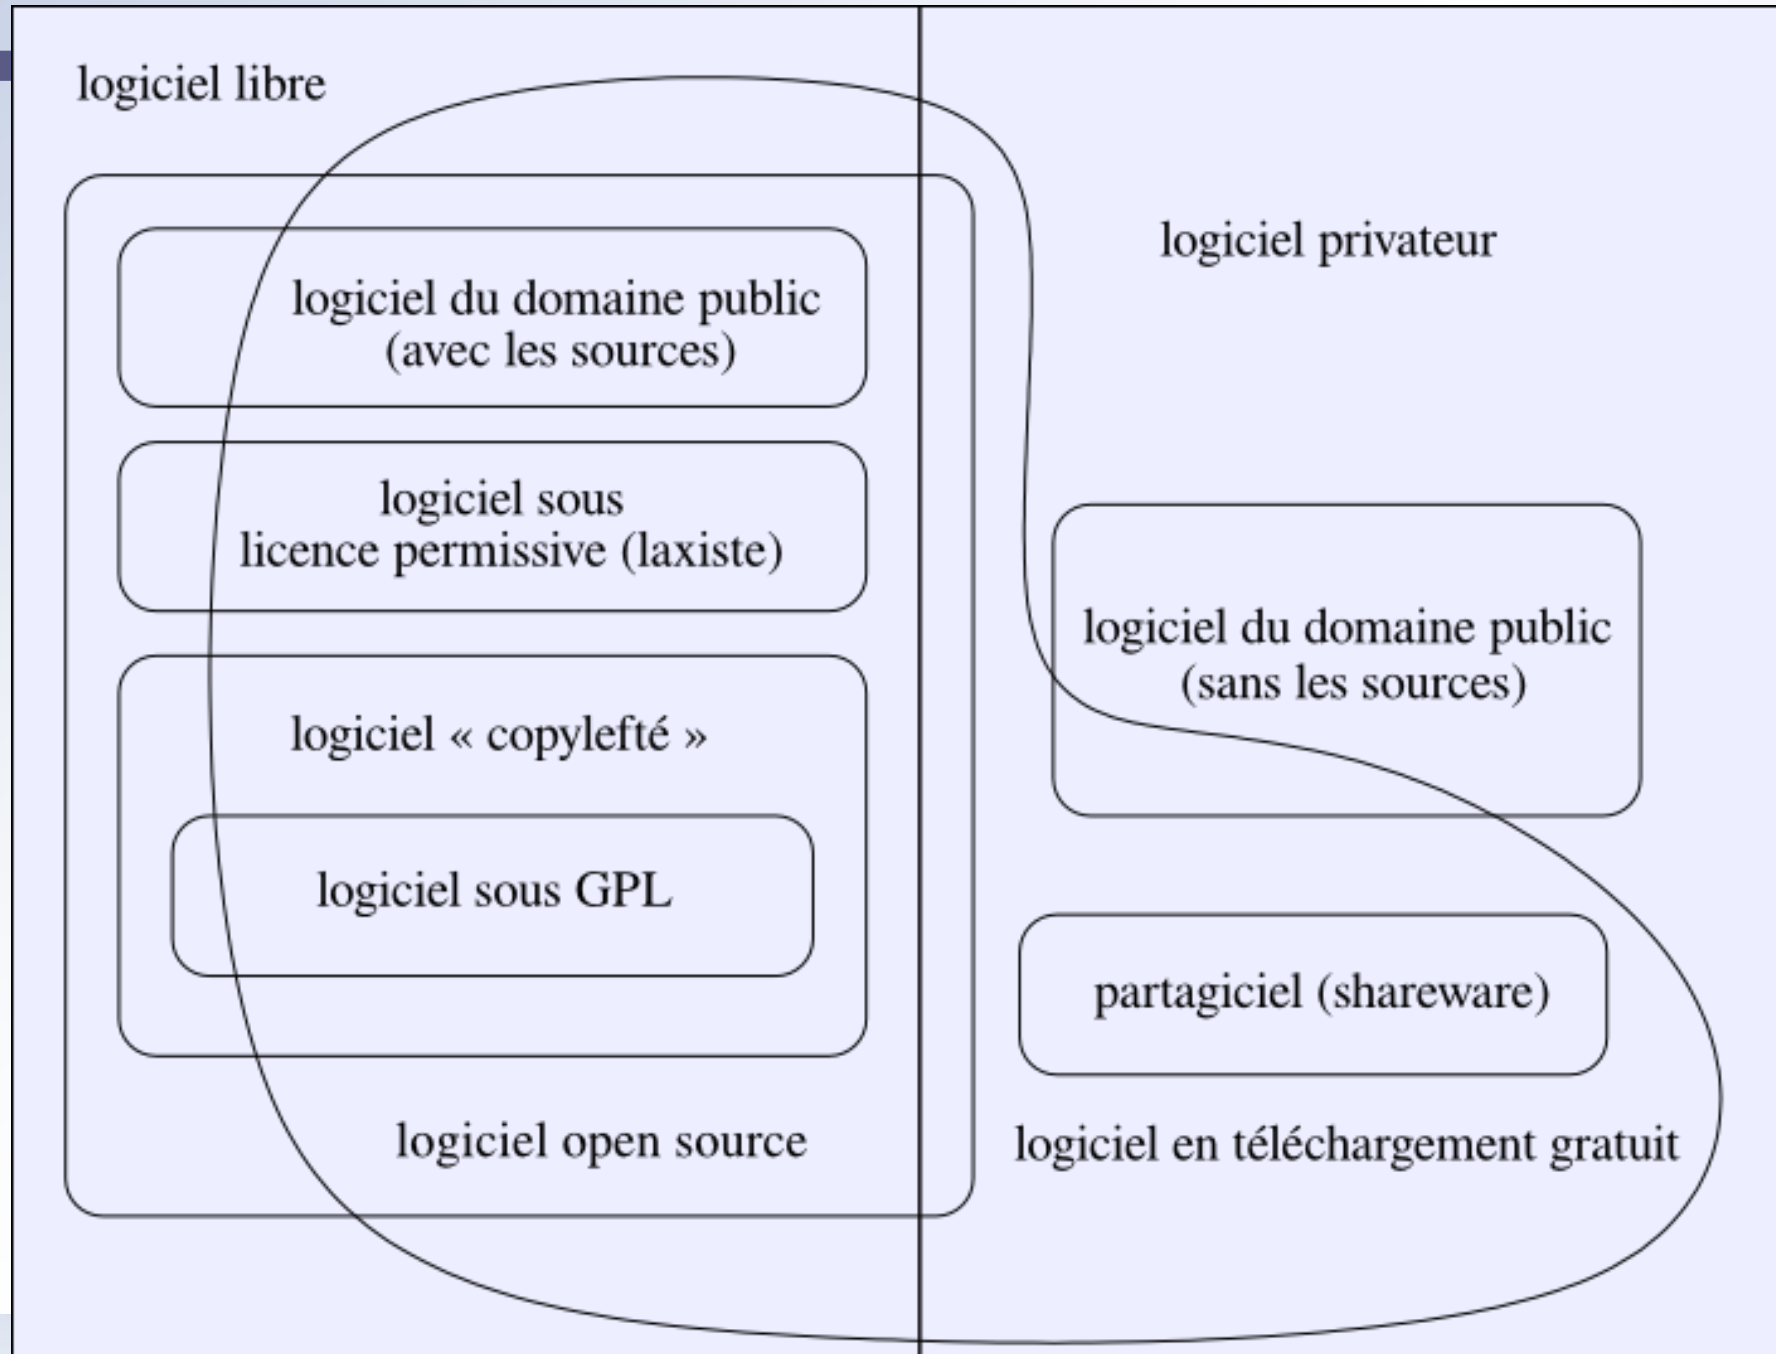 logiciel libre
logiciel du domaine public
(avec les sources)
logiciel sous
licence permissive (laxiste)
logiciel « copylefté »
logiciel sous GPL
logiciel open source
logiciel privateur
logiciel du domaine public
(sans les sources)
partagiciel (shareware)
logiciel en téléchargement gratuit